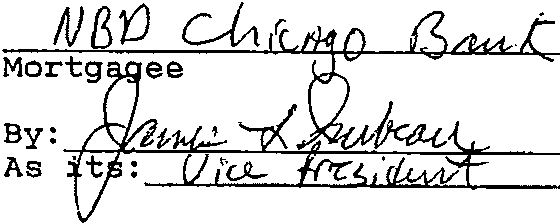 NBD Chicago Bank
Mortgagee
By: L
As its: Vice President